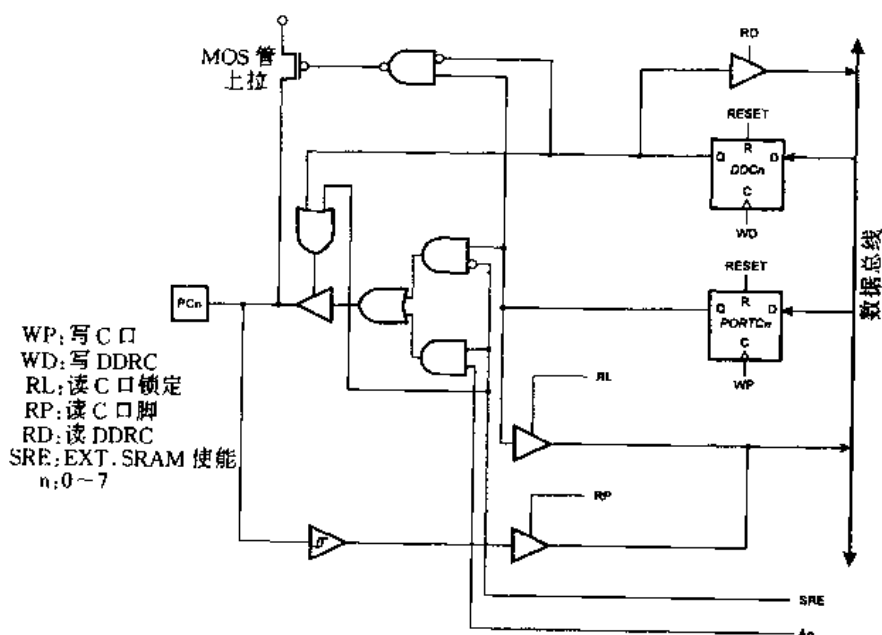 MOS 管
上拉
RD
RESET
R
Q
DDCn
D
C
WD
RESET
R
Q
PORTCn
D
C
WP
数据总线
PCn
RL
RP
SRE
WP:写 C 口
WD:写 DDRC
RL:读 C 口锁定
RP:读 C 口脚
RD:读 DDRC
SRE:EXT.SRAM 使能
n:0~7